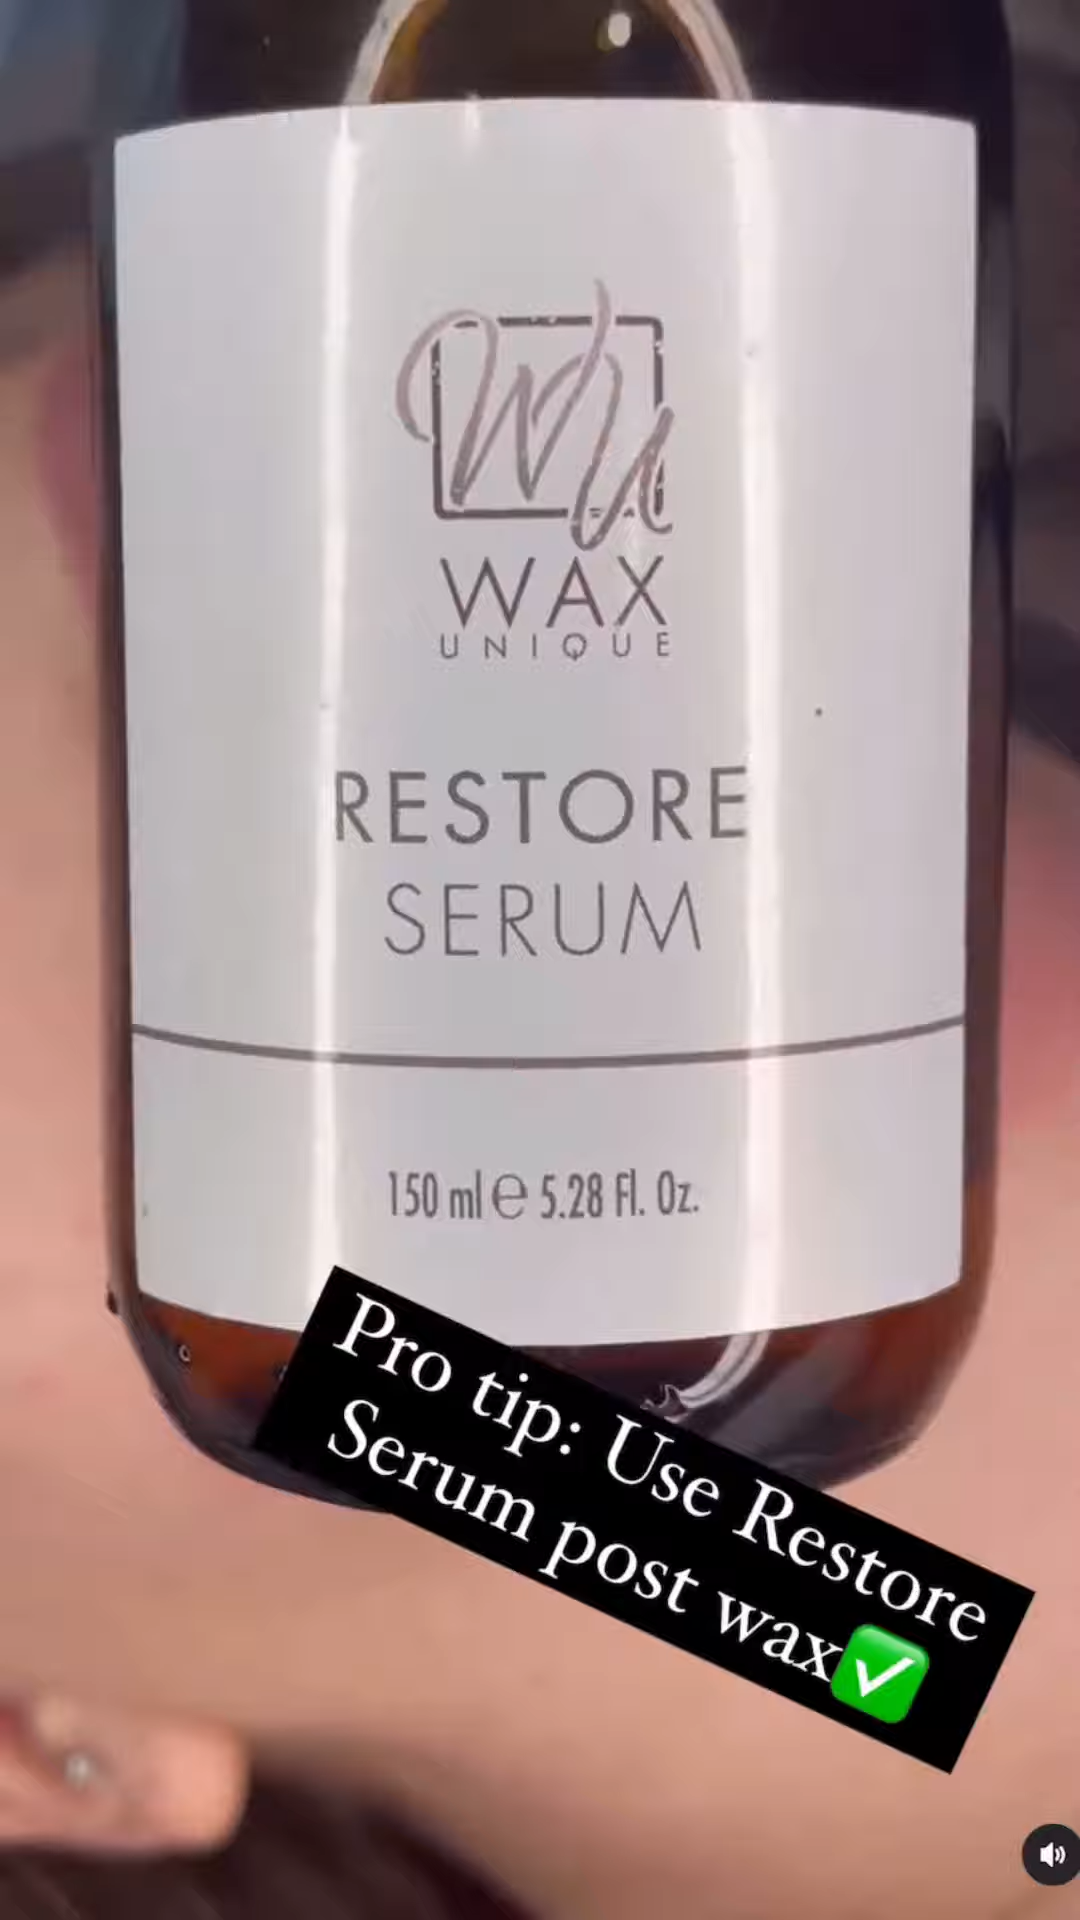 WU
WAX
UNIQUE
RESTORE
SERUM
150 ml e 5.28 Fl. Oz.
Pro tip: Use Restore
Serum post wax✅